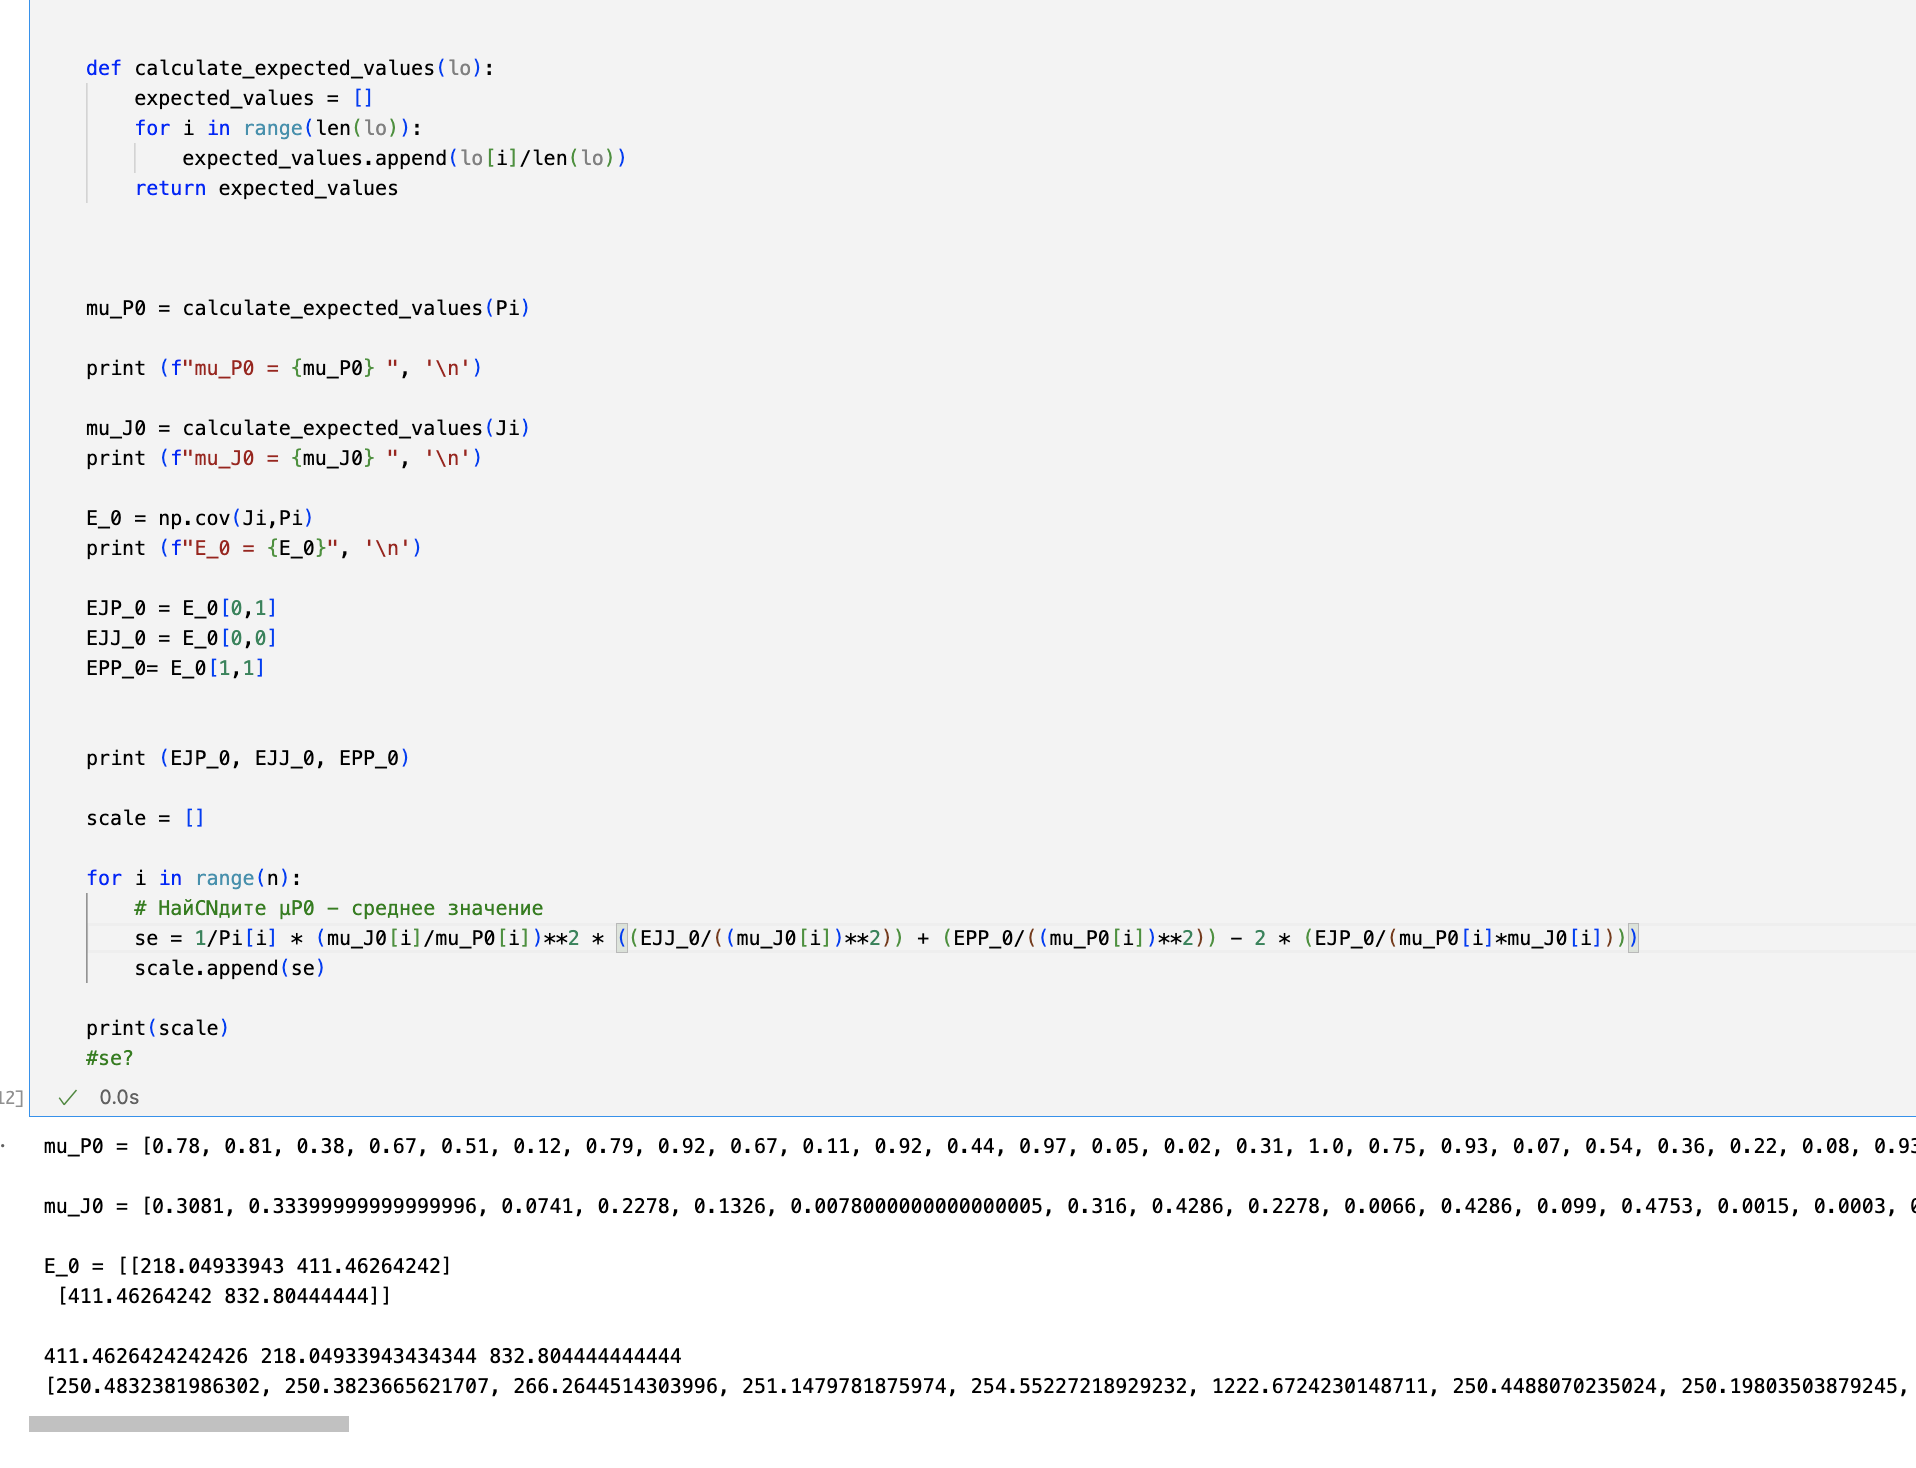 def calculate_expected_values(lo):
    expected_values = []
    for i in range(len(lo)):
        expected_values.append(lo[i]/len(lo))
    return expected_values
mu_P0 = calculate_expected_values(Pi)
print (f"mu_P0 = {mu_P0} ", '\n')
mu_J0 = calculate_expected_values(Ji)
print (f"mu_J0 = {mu_J0} ", '\n')
E_0 = np.cov(Ji,Pi)
print (f"E_0 = {E_0}", '\n')
EJP_0 = E_0[0,1]
EJJ_0 = E_0[0,0]
EPP_0= E_0[1,1]
print (EJP_0, EJJ_0, EPP_0)
scale = []
for i in range(n):
    # НайCNдите μP0 – среднее значение
    se = 1/Pi[i] * (mu_J0[i]/mu_P0[i])**2 * ((EJJ_0/((mu_J0[i])**2)) + (EPP_0/((mu_P0[i])**2)) - 2 * (EJP_0/(mu_P0[i]*mu_J0[i])))
    scale.append(se)
print(scale)
#se?
12] ✓ 0.0s
mu_P0 = [0.78, 0.81, 0.38, 0.67, 0.51, 0.12, 0.79, 0.92, 0.67, 0.11, 0.92, 0.44, 0.97, 0.05, 0.02, 0.31, 1.0, 0.75, 0.93, 0.07, 0.54, 0.36, 0.22, 0.08, 0.93
mu_J0 = [0.3081, 0.33399999999999996, 0.0741, 0.2278, 0.1326, 0.0078000000000000005, 0.316, 0.4286, 0.2278, 0.0066, 0.4286, 0.099, 0.4753, 0.0015, 0.0003, 0
E_0 = [[218.04933943 411.46264242]
 [411.46264242 832.80444444]]
411.4626424242426 218.04933943434344 832.804444444444
[250.4832381986302, 250.3823665621707, 266.2644514303996, 251.1479781875974, 254.55227218929232, 1222.6724230148711, 250.4488070235024, 250.19803503879245,